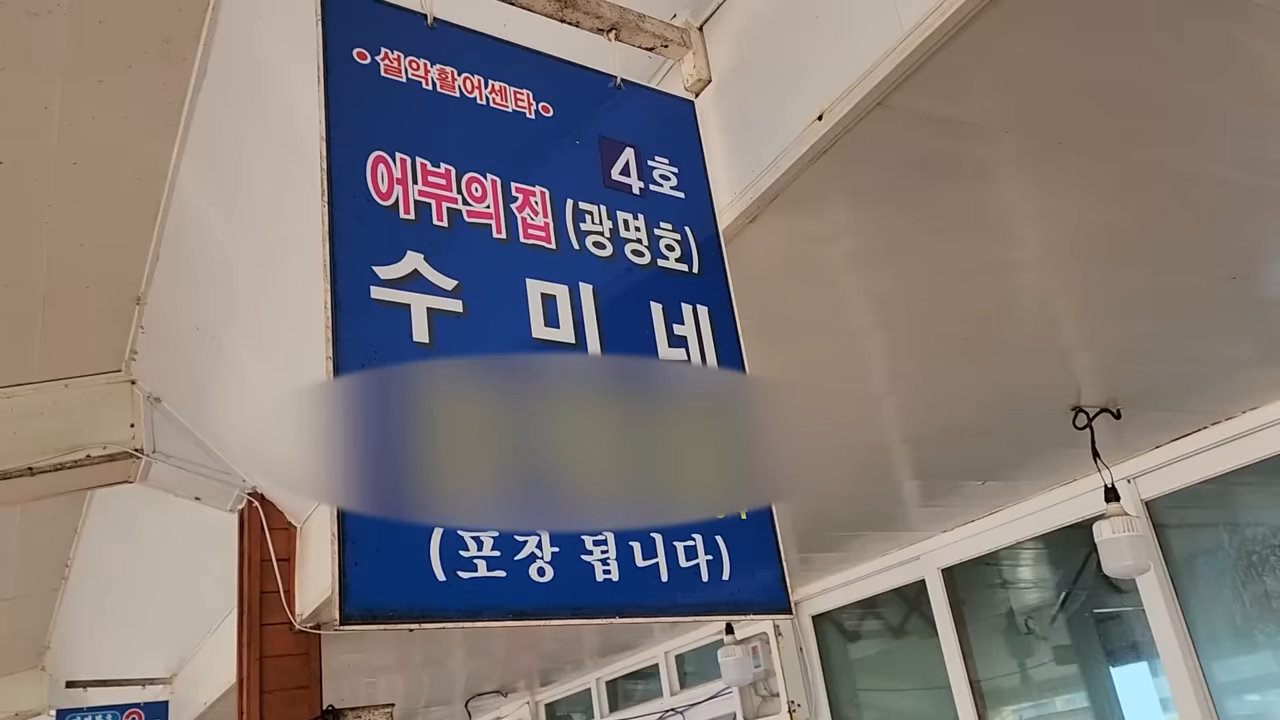 •설악활어센타•
4호
어부의집(광명호)
수미네
(포장 됩니다)